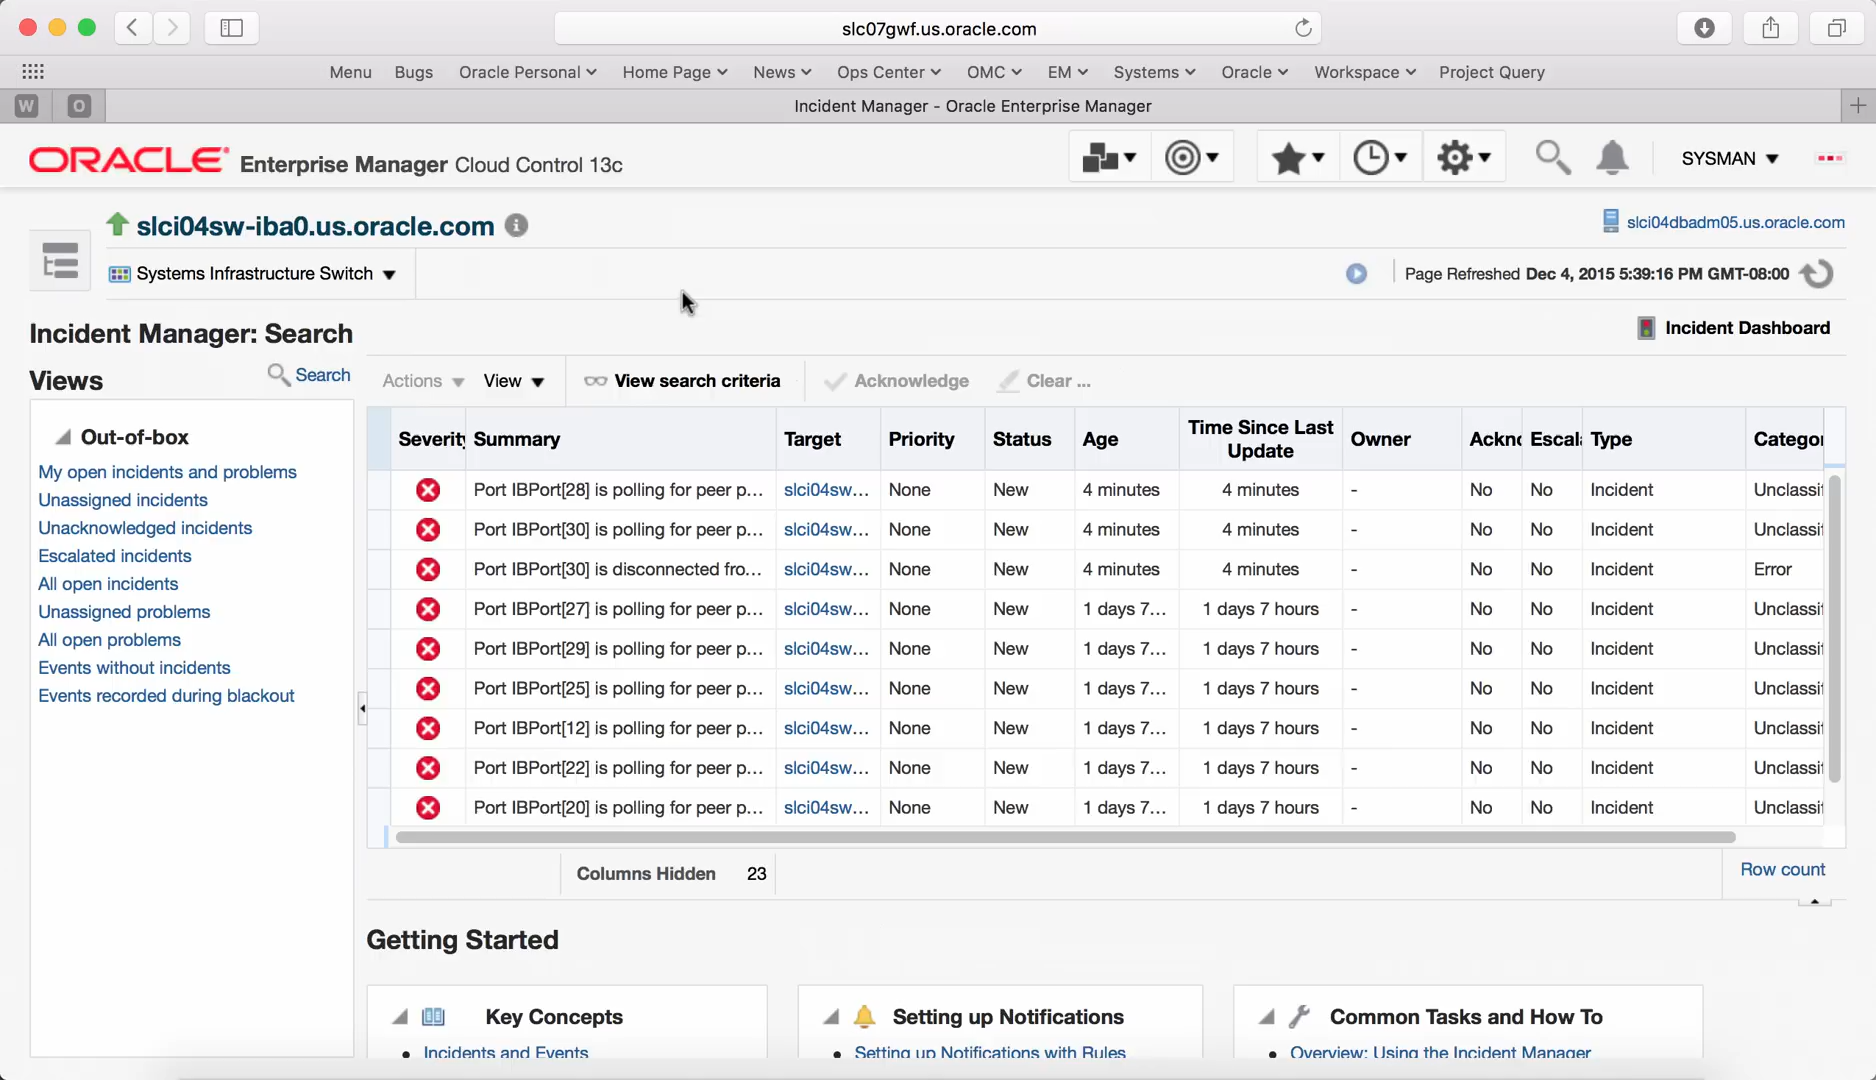 slc07gwf.us.oracle.com
Menu Bugs Oracle Personal Home Page News Ops Center OMC EM Systems Oracle Workspace Project Query
W O Incident Manager - Oracle Enterprise Manager
ORACLE Enterprise Manager Cloud Control 13c SYSMAN
slci04sw-iba0.us.oracle.com slci04dbadm05.us.oracle.com
Systems Infrastructure Switch Page Refreshed Dec 4, 2015 5:39:16 PM GMT-08:00
Incident Manager: Search Incident Dashboard
Views Search
Actions View View search criteria Acknowledge Clear ...
Out-of-box
My open incidents and problems
Unassigned incidents
Unacknowledged incidents
Escalated incidents
All open incidents
Unassigned problems
All open problems
Events without incidents
Events recorded during blackout
Severity Summary Target Priority Status Age Time Since Last Update Owner Ackno Escala Type Categor
Port IBPort[28] is polling for peer p... slci04sw... None New 4 minutes 4 minutes - No No Incident Unclassif
Port IBPort[30] is polling for peer p... slci04sw... None New 4 minutes 4 minutes - No No Incident Unclassif
Port IBPort[30] is disconnected fro... slci04sw... None New 4 minutes 4 minutes - No No Incident Error
Port IBPort[27] is polling for peer p... slci04sw... None New 1 days 7... 1 days 7 hours - No No Incident Unclassif
Port IBPort[29] is polling for peer p... slci04sw... None New 1 days 7... 1 days 7 hours - No No Incident Unclassif
Port IBPort[25] is polling for peer p... slci04sw... None New 1 days 7... 1 days 7 hours - No No Incident Unclassif
Port IBPort[12] is polling for peer p... slci04sw... None New 1 days 7... 1 days 7 hours - No No Incident Unclassif
Port IBPort[22] is polling for peer p... slci04sw... None New 1 days 7... 1 days 7 hours - No No Incident Unclassif
Port IBPort[20] is polling for peer p... slci04sw... None New 1 days 7... 1 days 7 hours - No No Incident Unclassif
Columns Hidden 23 Row count
Getting Started
Key Concepts
Incidents and Events
Setting up Notifications
Setting up Notifications with Rules
Common Tasks and How To
Overview: Using the Incident Manager